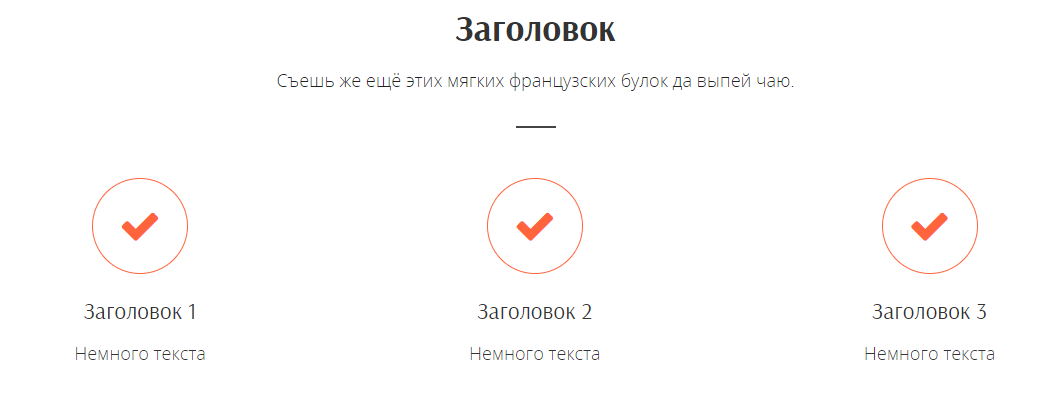 Заголовок
Съешь же ещё этих мягких французских булок да выпей чаю.
Заголовок 1
Заголовок 2
Заголовок 3
Немного текста
Немного текста
Немного текста